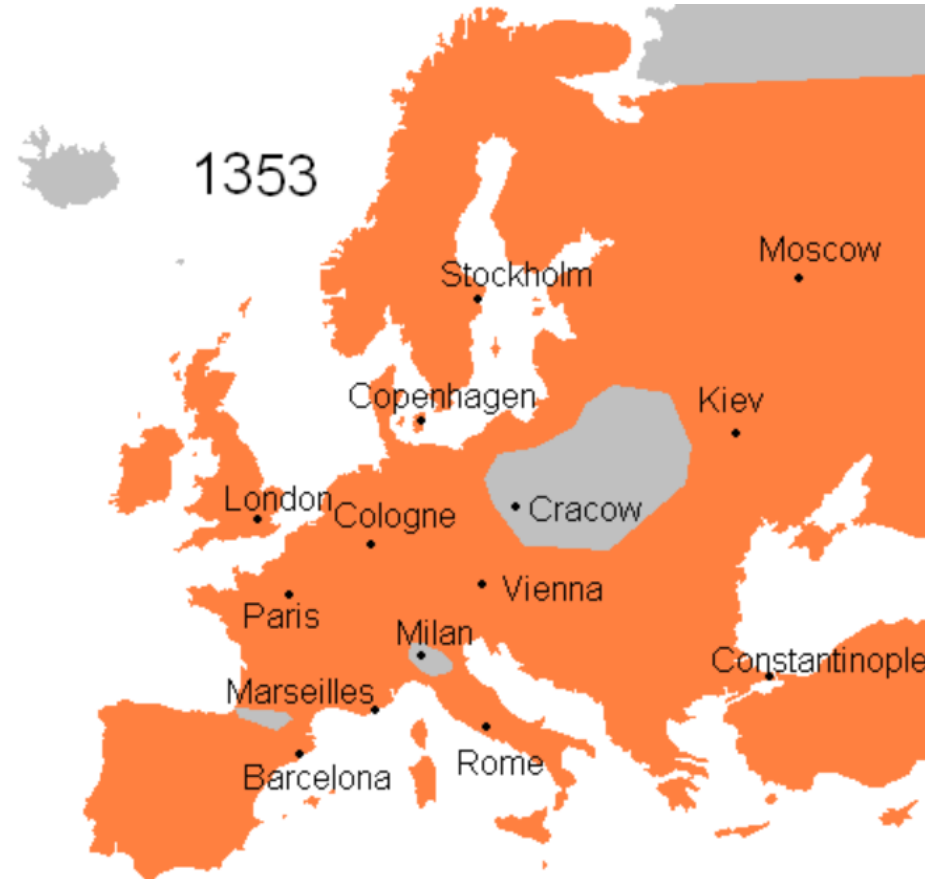 1353
Moscow
Stockholm
Copenhagen
Kiev
London
Cologne
Cracow
Vienna
Paris
Milan
Constantinople
Marseilles
Rome
Barcelona